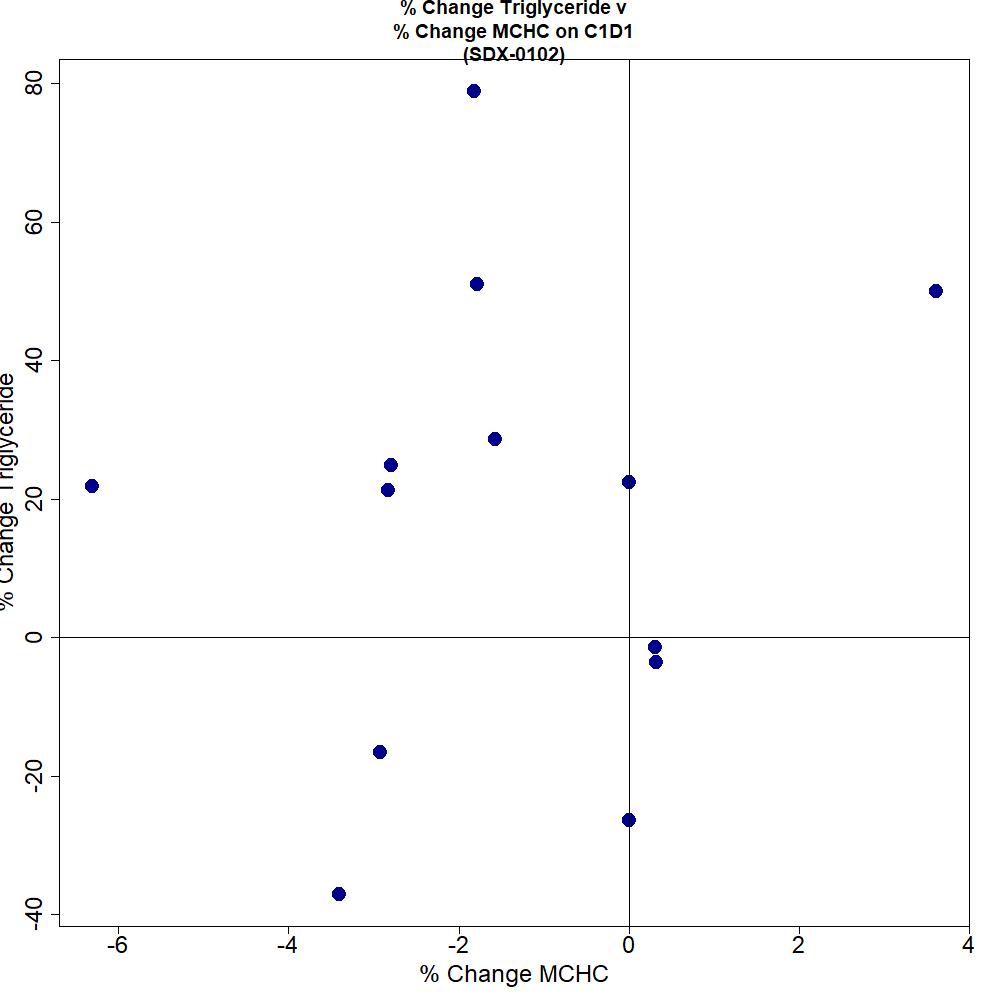 % Change Triglyceride v
% Change MCHC on C1D1
(SDX-0102)
80
60
40
20
0
-20
-40
% Change Triglyceride
-6
-4
-2
0
2
4
% Change MCHC